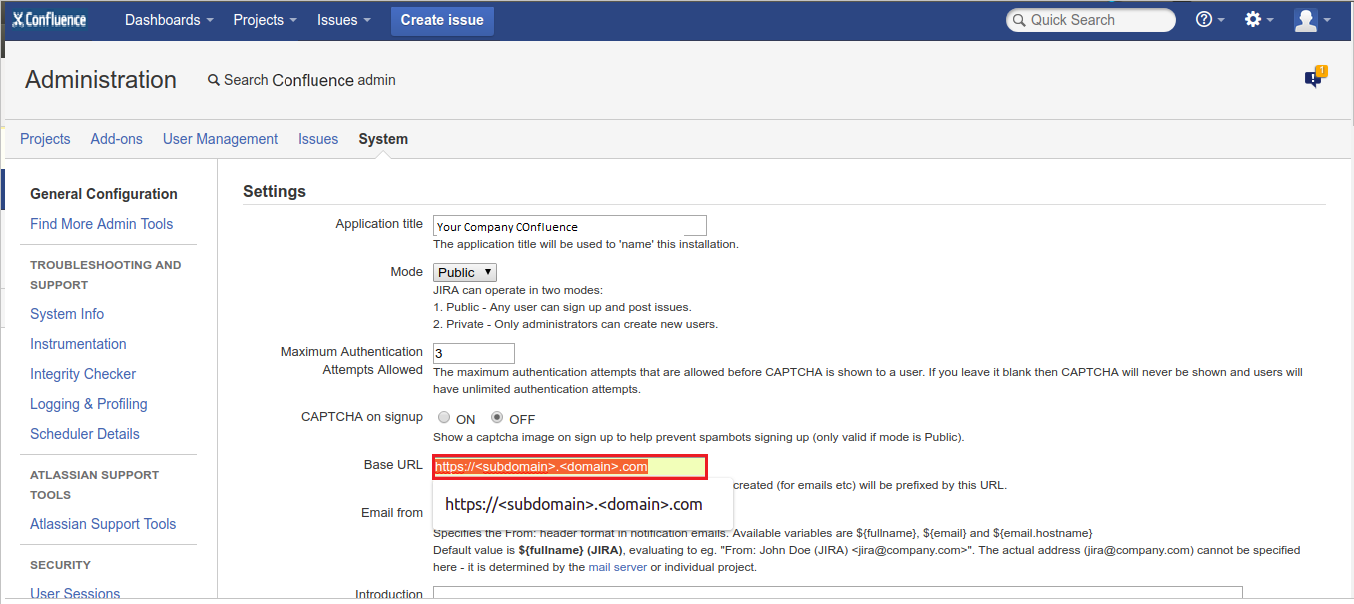 Confluence Dashboards Projects Issues Create issue Quick Search
Administration Search Confluence admin
1
Projects Add-ons User Management Issues System
General Configuration
Find More Admin Tools
TROUBLESHOOTING AND
SUPPORT
System Info
Instrumentation
Integrity Checker
Logging & Profiling
Scheduler Details
ATLASSIAN SUPPORT
TOOLS
Atlassian Support Tools
SECURITY
User Sessions
Settings
Application title Your Company COnfluence
The application title will be used to 'name' this installation.
Mode Public
JIRA can operate in two modes:
1. Public - Any user can sign up and post issues.
2. Private - Only administrators can create new users.
Maximum Authentication
Attempts Allowed 3
The maximum authentication attempts that are allowed before CAPTCHA is shown to a user. If you leave it blank then CAPTCHA will never be shown and users will
have unlimited authentication attempts.
CAPTCHA on signup ON OFF
Show a captcha image on sign up to help prevent spambots signing up (only valid if mode is Public).
Base URL https://<subdomain>.<domain>.com
created (for emails etc) will be prefixed by this URL.
https://<subdomain>.<domain>.com
Email from
Specifies the From: header format in notification emails. Available variables are ${fullname}, ${email} and ${email.hostname}
Default value is ${fullname} (JIRA), evaluating to eg. "From: John Doe (JIRA) <jira@company.com>". The actual address (jira@company.com) cannot be specified
here - it is determined by the mail server or individual project.
Introduction